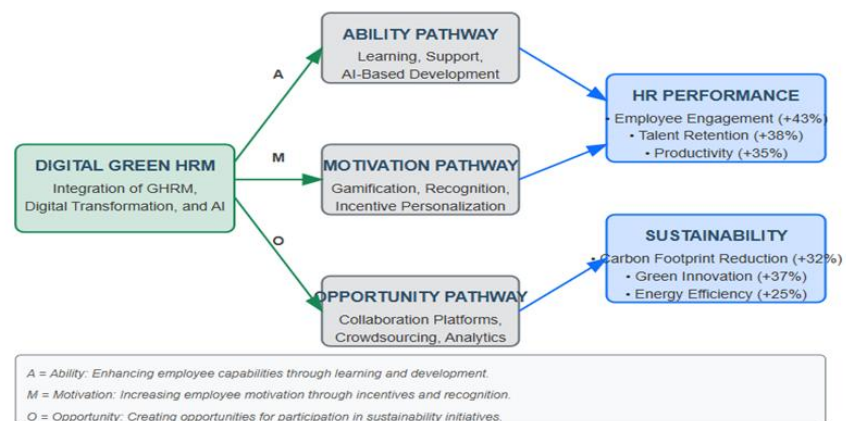 ABILITY PATHWAY
Learning, Support,
AI-Based Development
A
HR PERFORMANCE
• Employee Engagement (+43%)
• Talent Retention (+38%)
• Productivity (+35%)
M
DIGITAL GREEN HRM
Integration of GHRM,
Digital Transformation, and AI
MOTIVATION PATHWAY
Gamification, Recognition,
Incentive Personalization
O
SUSTAINABILITY
• Carbon Footprint Reduction (+32%)
• Green Innovation (+37%)
• Energy Efficiency (+25%)
OPPORTUNITY PATHWAY
Collaboration Platforms,
Crowdsourcing, Analytics
A = Ability: Enhancing employee capabilities through learning and development.
M = Motivation: Increasing employee motivation through incentives and recognition.
O = Opportunity: Creating opportunities for participation in sustainability initiatives.